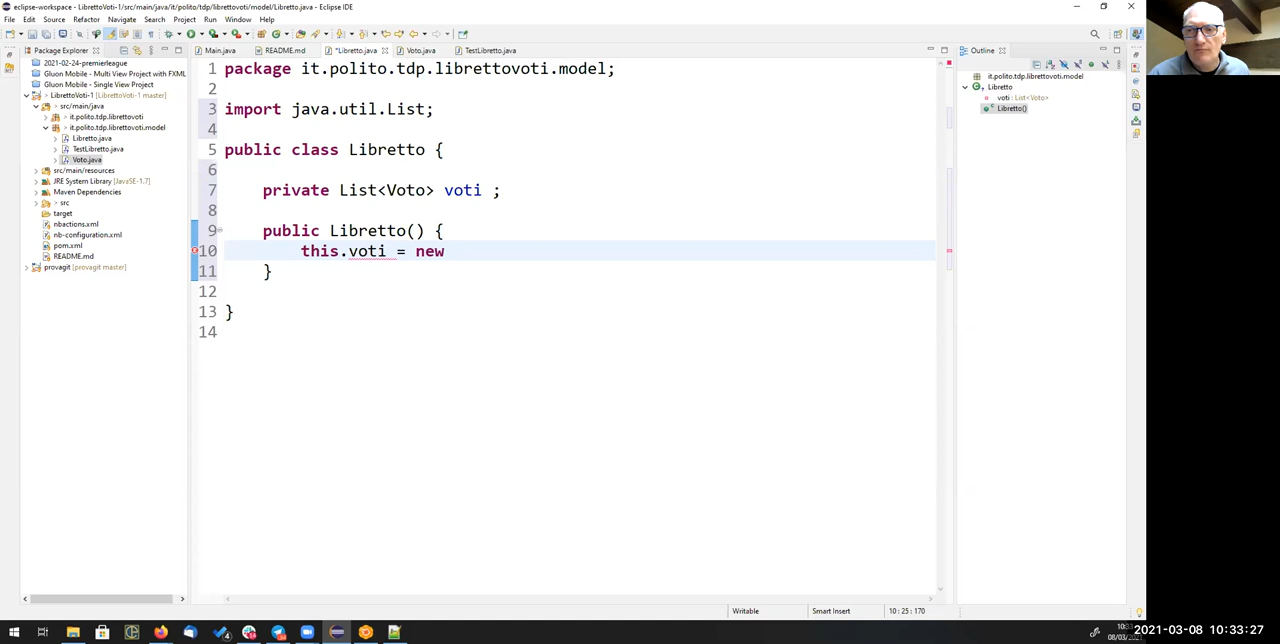 eclipse-workspace - LibrettoVoti-1/src/main/java/it/polito/tdp/librettovoti/model/Libretto.java - Eclipse IDE
File Edit Source Refactor Navigate Search Project Run Window Help
Package Explorer
Main.java README.md *Libretto.java Voto.java TestLibretto.java
Outline
2021-02-24-premierleague
Gluon Mobile - Multi View Project with FXML
Gluon Mobile - Single View Project
> LibrettoVoti-1 [LibrettoVoti-1 master]
> src/main/java
> it.polito.tdp.librettovoti
> it.polito.tdp.librettovoti.model
Libretto.java
TestLibretto.java
Voto.java
src/main/resources
JRE System Library [JavaSE-1.7]
Maven Dependencies
> src
target
nbactions.xml
nb-configuration.xml
pom.xml
README.md
> provagit [provagit master]
1 package it.polito.tdp.librettovoti.model;
2
3 import java.util.List;
4
5 public class Libretto {
6
7 private List<Voto> voti ;
8
9 public Libretto() {
10 this.voti = new
11 }
12
13 }
14
it.polito.tdp.librettovoti.model
Libretto
voti : List<Voto>
Libretto()
Writable Smart Insert 10 : 25 : 170
2021-03-08 10:33:27